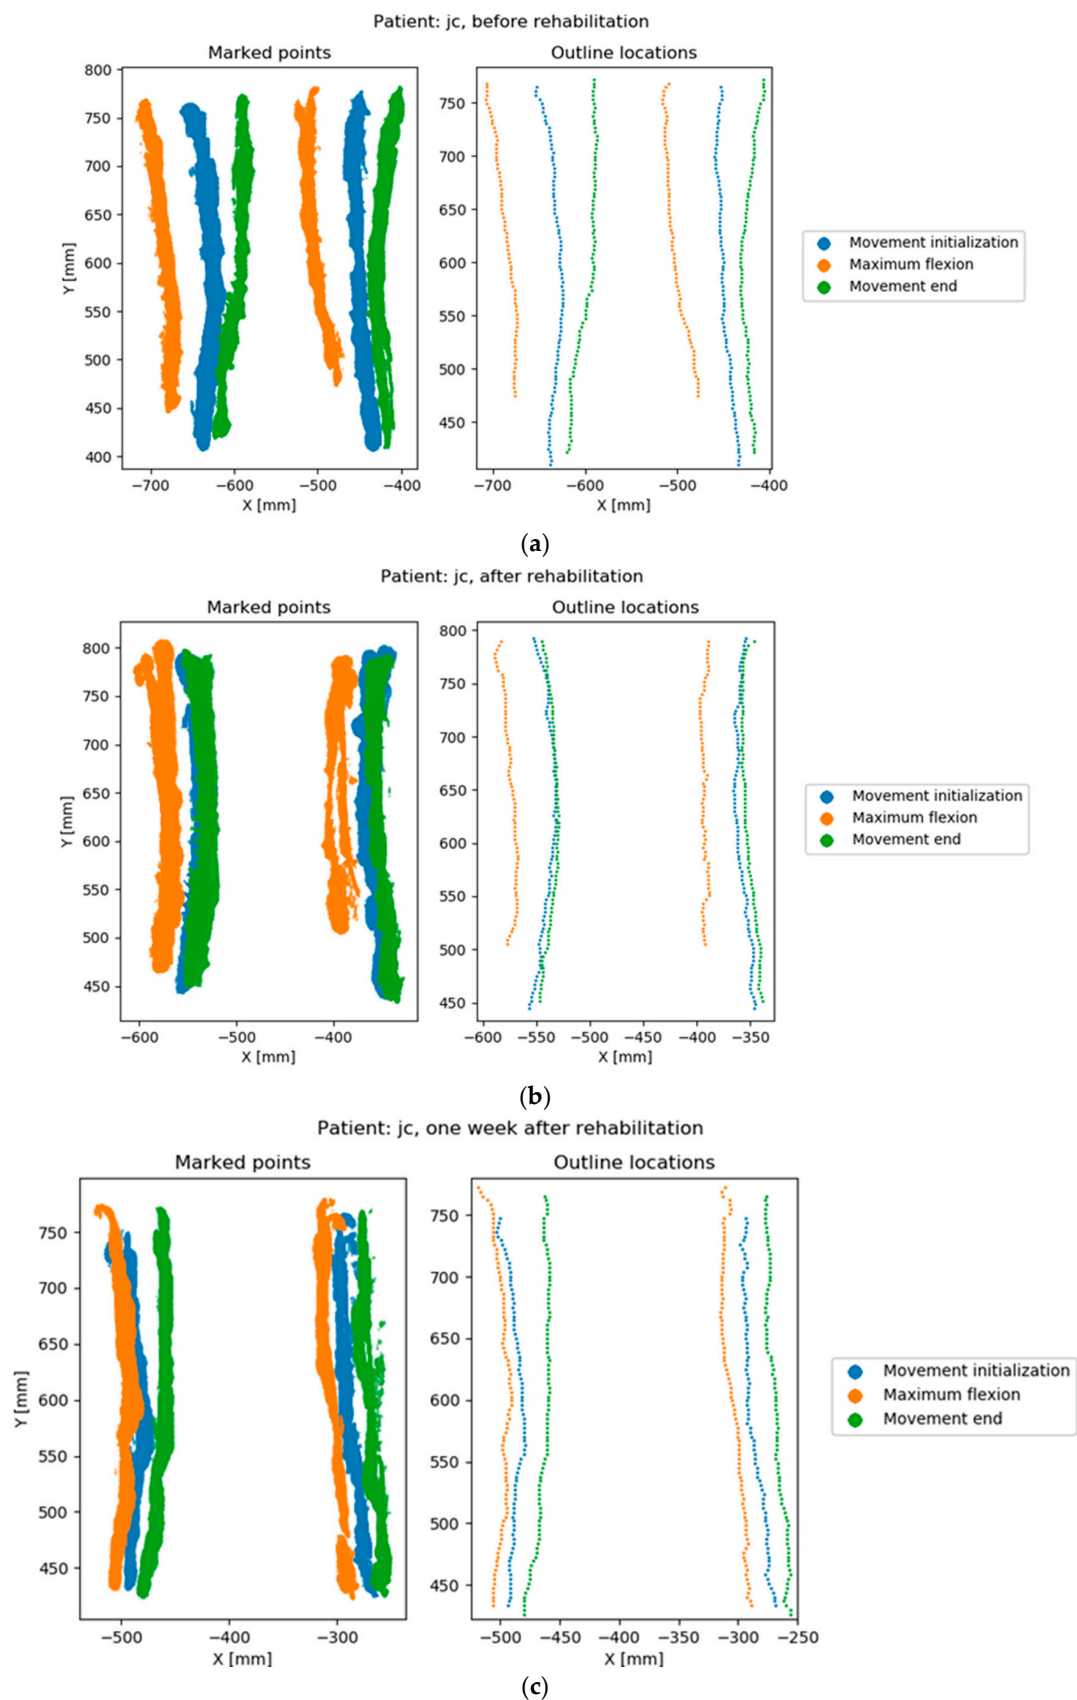 Patient: jc, before rehabilitation
Marked points
Outline locations
800
750
700
650
600
550
500
450
400
Y [mm]
−700 −600 −500 −400
X [mm]
750
700
650
600
550
500
450
−700 −600 −500 −400
X [mm]
Movement initialization
Maximum flexion
Movement end
(a)
Patient: jc, after rehabilitation
Marked points
Outline locations
800
750
700
650
600
550
500
450
Y [mm]
−600 −500 −400
X [mm]
800
750
700
650
600
550
500
450
−600 −550 −500 −450 −400 −350
X [mm]
Movement initialization
Maximum flexion
Movement end
(b)
Patient: jc, one week after rehabilitation
Marked points
Outline locations
750
700
650
600
550
500
450
Y [mm]
−500 −400 −300
X [mm]
750
700
650
600
550
500
450
−500 −450 −400 −350 −300 −250
X [mm]
Movement initialization
Maximum flexion
Movement end
(c)